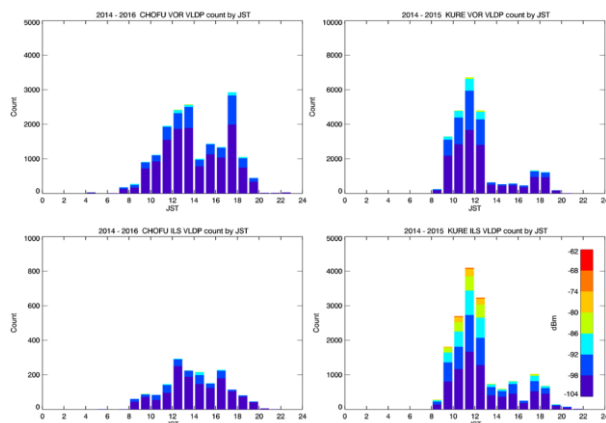 2014 - 2016 CHOFU VOR VLDP count by JST
5000
4000
3000
2000
1000
0
Count
0 2 4 6 8 10 12 14 16 18 20 22 24
JST
2014 - 2015 KURE VOR VLDP count by JST
10000
8000
6000
4000
2000
0
Count
0 2 4 6 8 10 12 14 16 18 20 22 24
JST
2014 - 2016 CHOFU ILS VLDP count by JST
1000
800
600
400
200
0
Count
0 2 4 6 8 10 12 14 16 18 20 22 24
JST
2014 - 2015 KURE ILS VLDP count by JST
5000
4000
3000
2000
1000
0
Count
0 2 4 6 8 10 12 14 16 18 20 22 24
JST
dBm
-62
-68
-74
-80
-86
-92
-98
-104